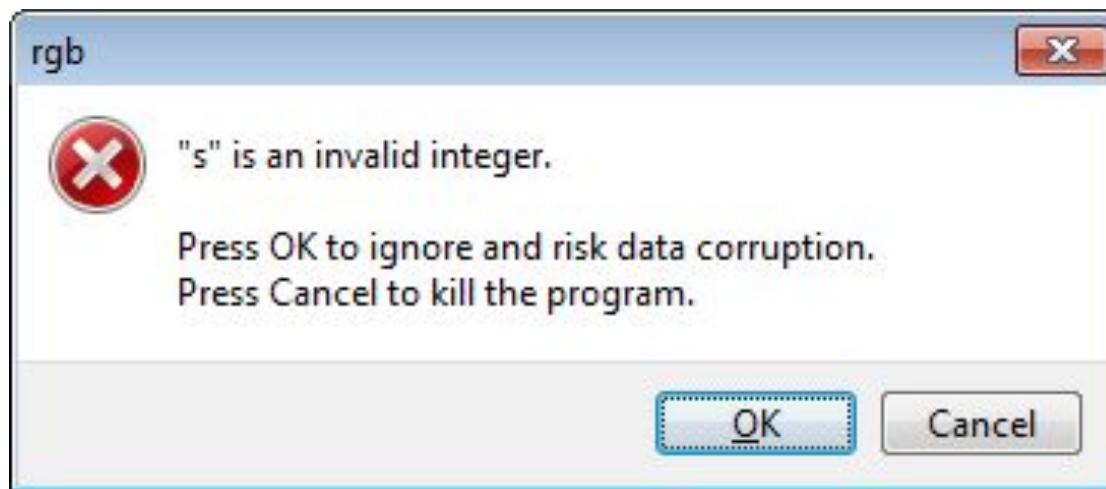 rgb
"s" is an invalid integer.
Press OK to ignore and risk data corruption.
Press Cancel to kill the program.
OK
Cancel